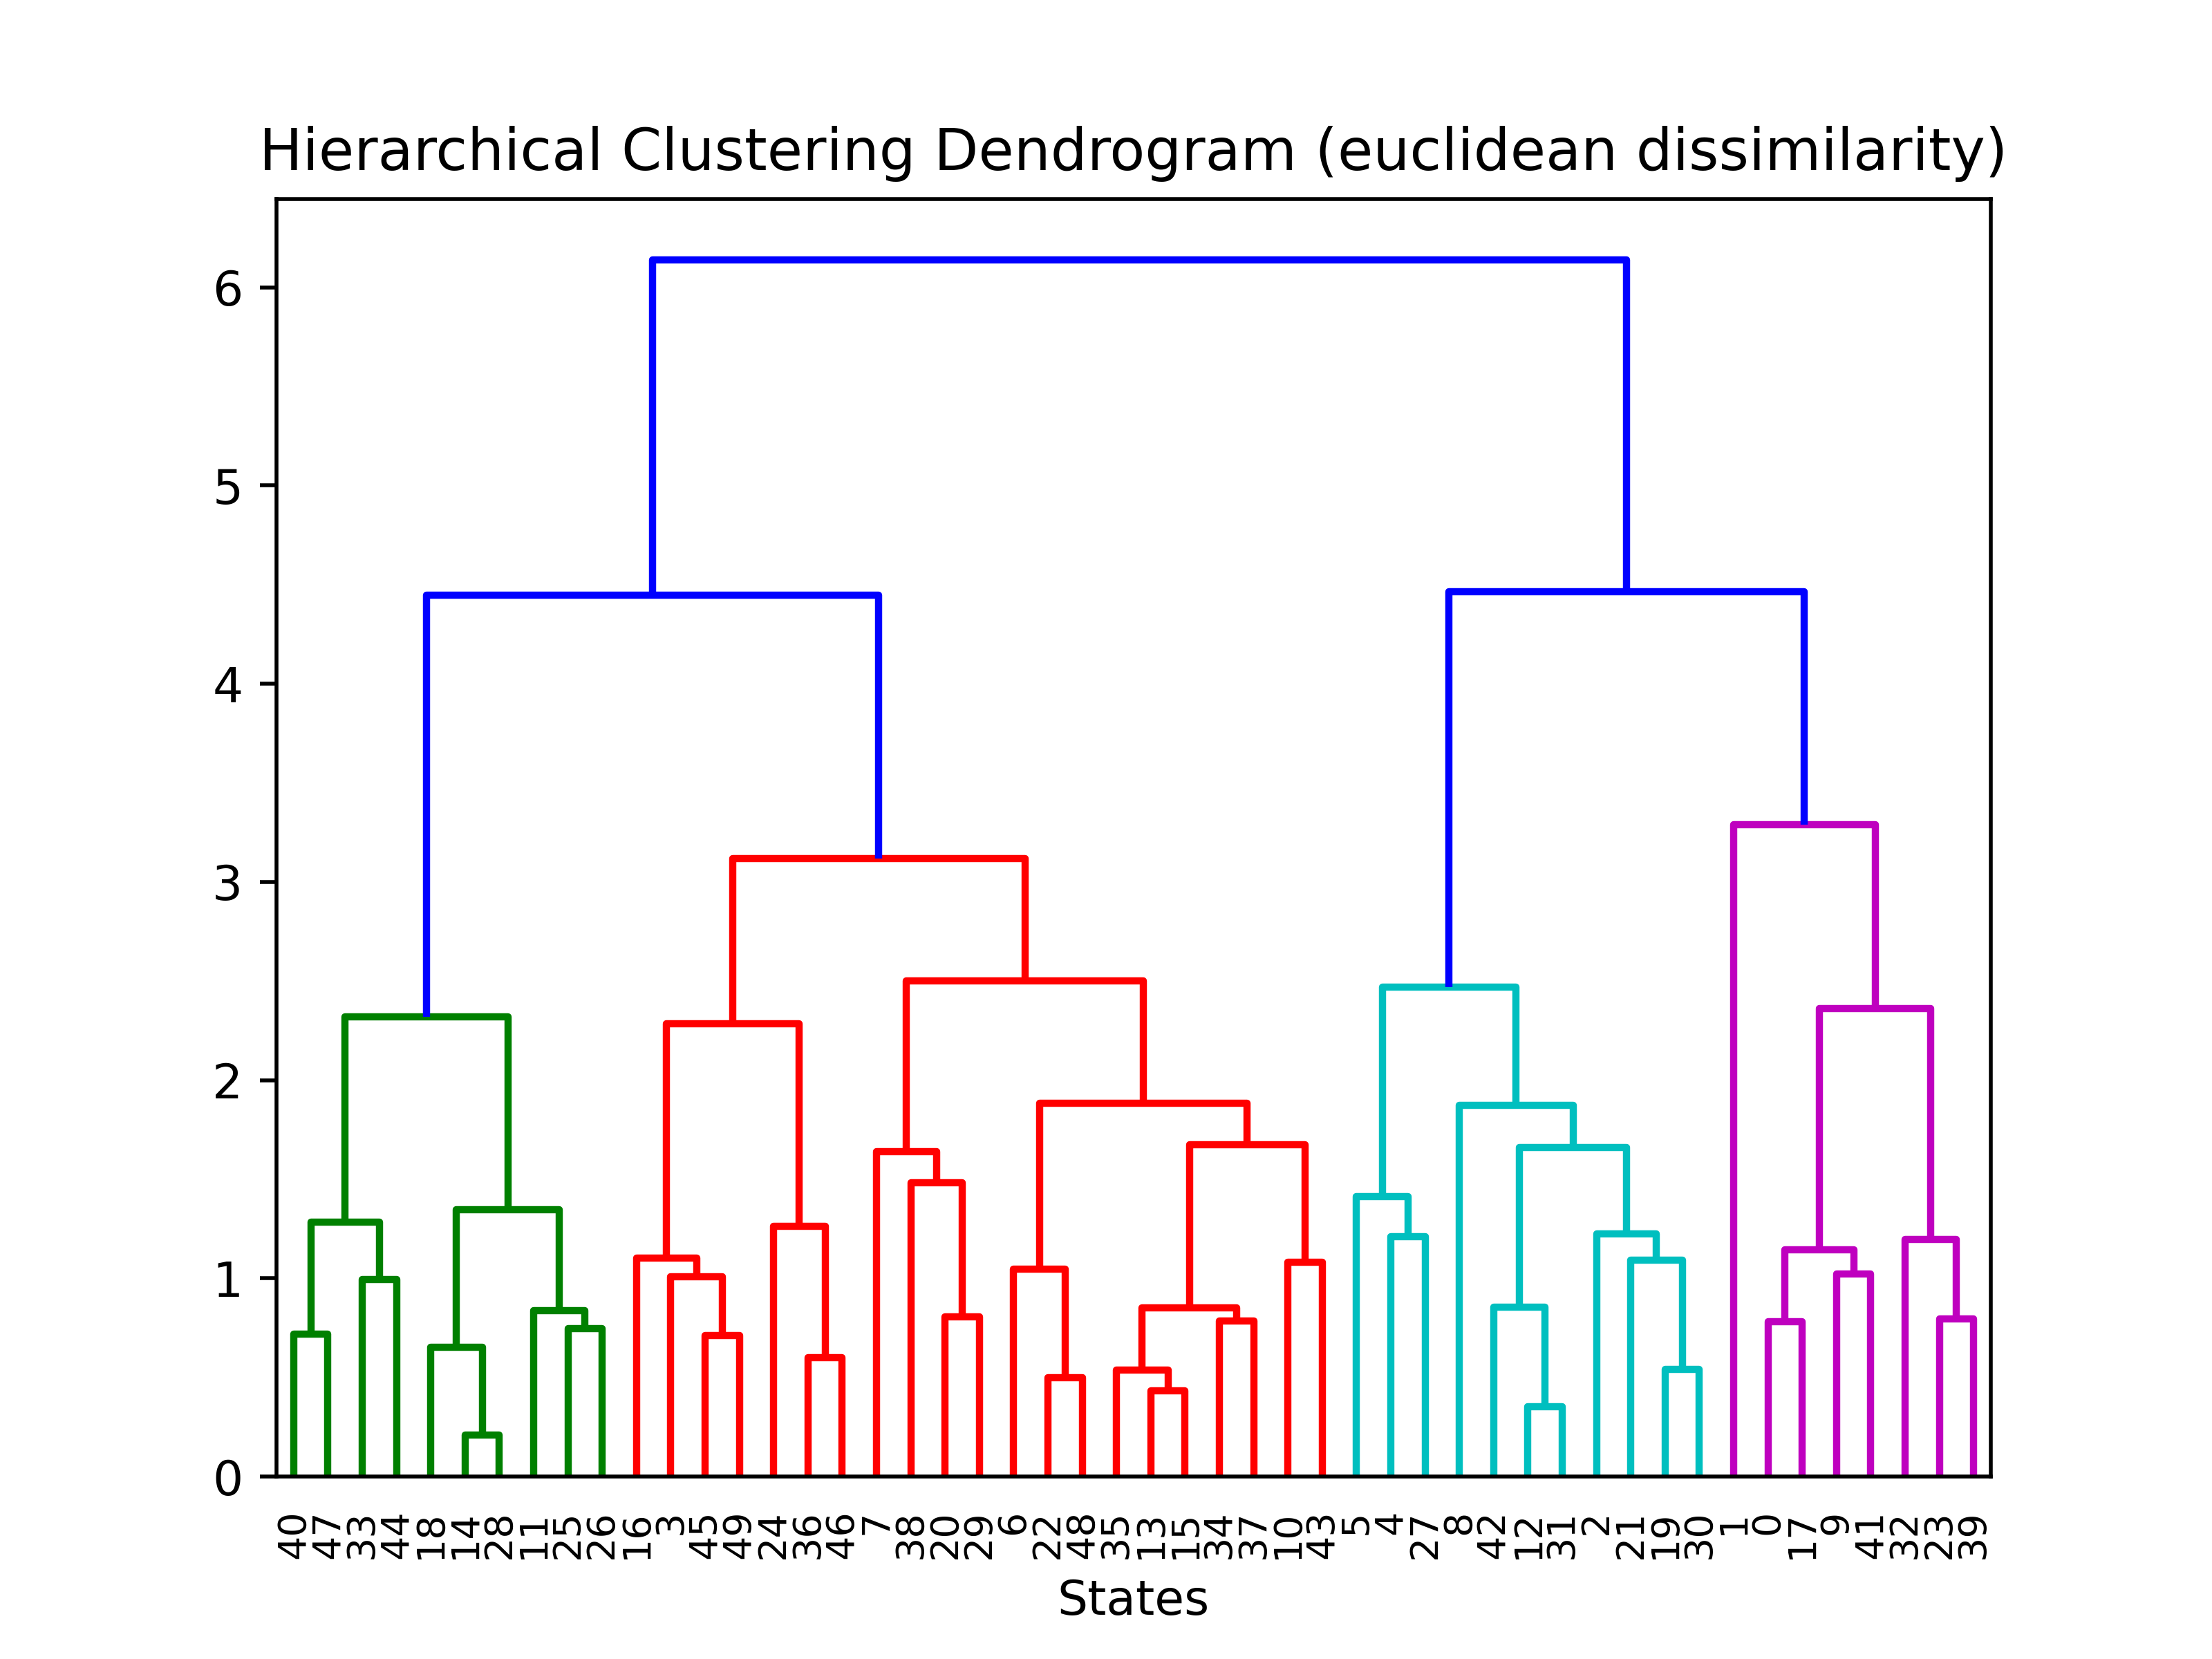 Hierarchical Clustering Dendrogram (euclidean dissimilarity)
6
5
4
3
2
1
0
40 47 33 44 18 14 28 11 25 26 16 3 45 49 24 36 46 7 38 20 29 6 22 48 35 13 15 34 37 10 43 5 4 27 8 42 12 31 2 21 19 30 1 0 17 9 41 32 23 39
States